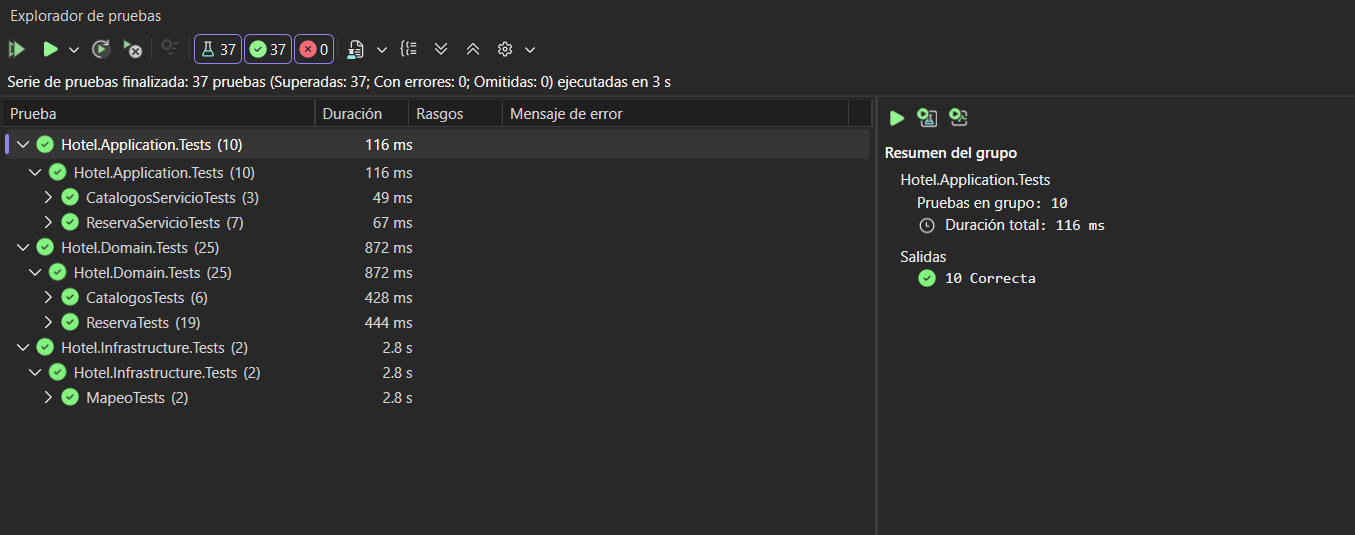 Explorador de pruebas
37 37 0
Serie de pruebas finalizada: 37 pruebas (Superadas: 37; Con errores: 0; Omitidas: 0) ejecutadas en 3 s
Prueba Duración Rasgos Mensaje de error
Hotel.Application.Tests (10) 116 ms
Hotel.Application.Tests (10) 116 ms
CatalogosServicioTests (3) 49 ms
ReservaServicioTests (7) 67 ms
Hotel.Domain.Tests (25) 872 ms
Hotel.Domain.Tests (25) 872 ms
CatalogosTests (6) 428 ms
ReservaTests (19) 444 ms
Hotel.Infrastructure.Tests (2) 2.8 s
Hotel.Infrastructure.Tests (2) 2.8 s
MapeoTests (2) 2.8 s
Resumen del grupo
Hotel.Application.Tests
Pruebas en grupo: 10
Duración total: 116 ms
Salidas
10 Correcta